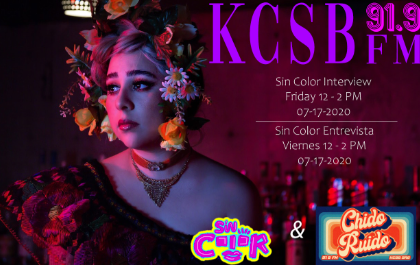 KCSB
91.9
FM
Sin Color Interview
Friday 12 - 2 PM
07-17-2020
Sin Color Entrevista
Viernes 12 - 2 PM
07-17-2020
SiN
COLOR
&
Chido
Ruido